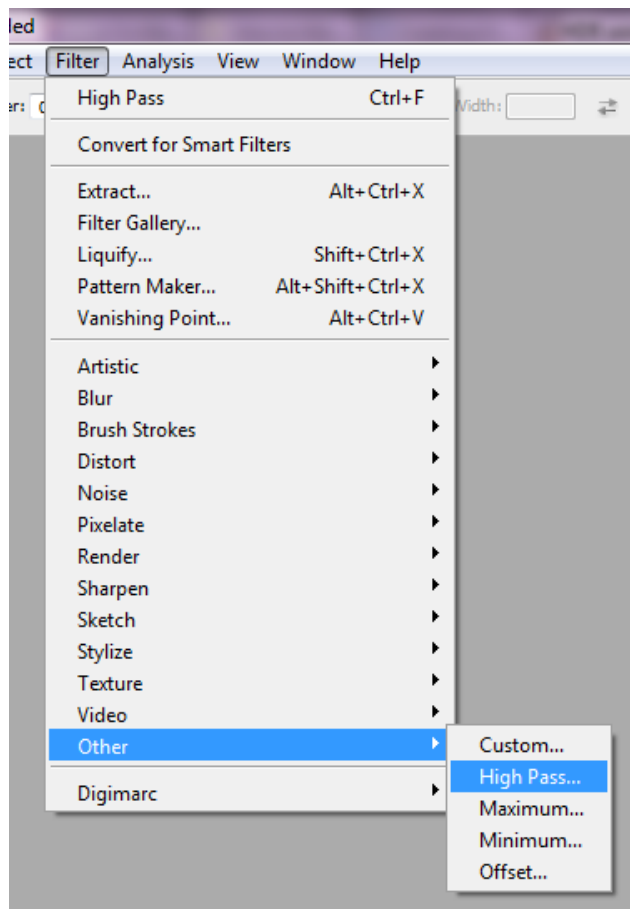 led
ect Filter Analysis View Window Help
er: Width:
High Pass Ctrl+F
Convert for Smart Filters
Extract... Alt+Ctrl+X
Filter Gallery...
Liquify... Shift+Ctrl+X
Pattern Maker... Alt+Shift+Ctrl+X
Vanishing Point... Alt+Ctrl+V
Artistic
Blur
Brush Strokes
Distort
Noise
Pixelate
Render
Sharpen
Sketch
Stylize
Texture
Video
Other
Digimarc
Custom...
High Pass...
Maximum...
Minimum...
Offset...